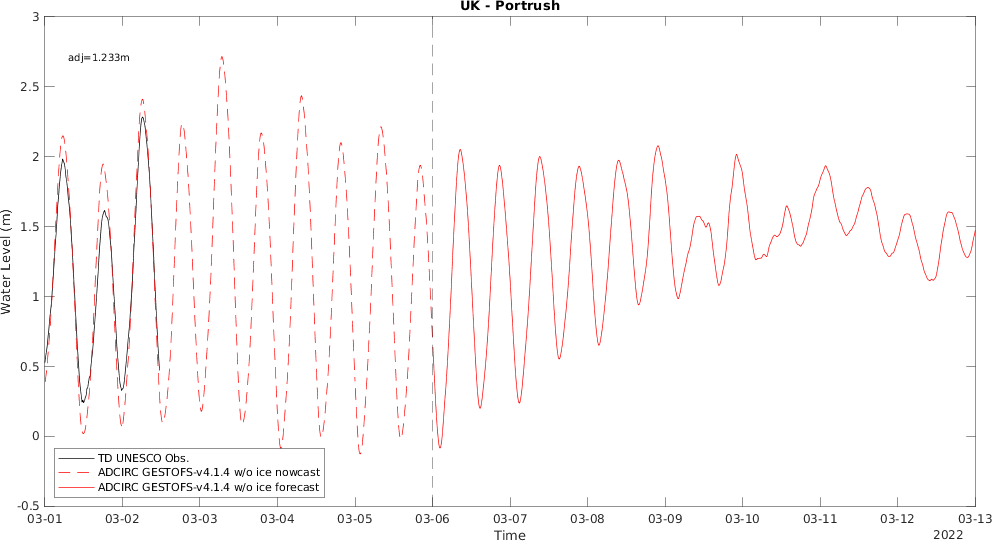 UK - Portrush
3
adj=1.233m
2.5
2
1.5
1
0.5
0
-0.5
Water Level (m)
TD UNESCO Obs.
ADCIRC GESTOFS-v4.1.4 w/o ice nowcast
ADCIRC GESTOFS-v4.1.4 w/o ice forecast
03-01 03-02 03-03 03-04 03-05 03-06 03-07 03-08 03-09 03-10 03-11 03-12 03-13
Time
2022